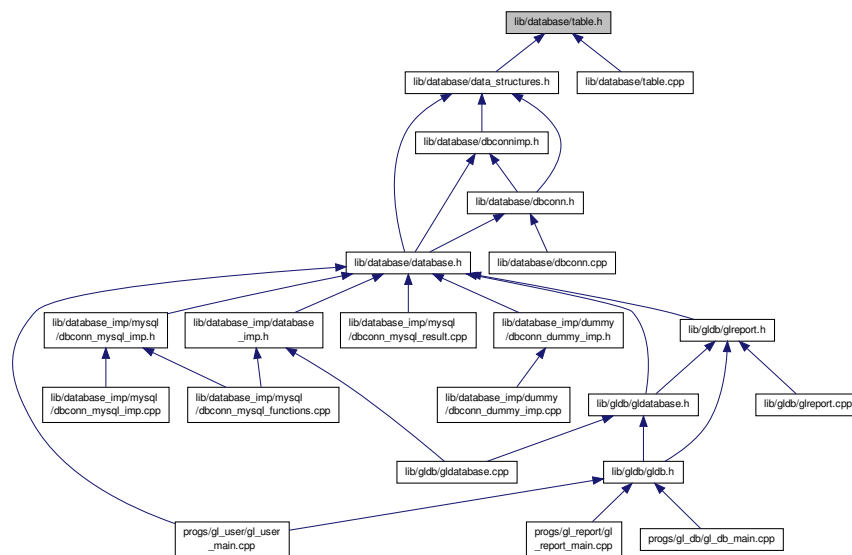 lib/database/table.h
lib/database/data_structures.h
lib/database/table.cpp
lib/database/dbconnimp.h
lib/database/dbconn.h
lib/database/database.h
lib/database/dbconn.cpp
lib/database_imp/mysql
/dbconn_mysql_imp.h
lib/database_imp/database
_imp.h
lib/database_imp/mysql
/dbconn_mysql_result.cpp
lib/database_imp/dummy
/dbconn_dummy_imp.h
lib/gldb/glreport.h
lib/database_imp/mysql
/dbconn_mysql_imp.cpp
lib/database_imp/mysql
/dbconn_mysql_functions.cpp
lib/database_imp/dummy
/dbconn_dummy_imp.cpp
lib/gldb/gldatabase.h
lib/gldb/glreport.cpp
lib/gldb/gldatabase.cpp
lib/gldb/gldb.h
progs/gl_user/gl_user
_main.cpp
progs/gl_report/gl
_report_main.cpp
progs/gl_db/gl_db_main.cpp